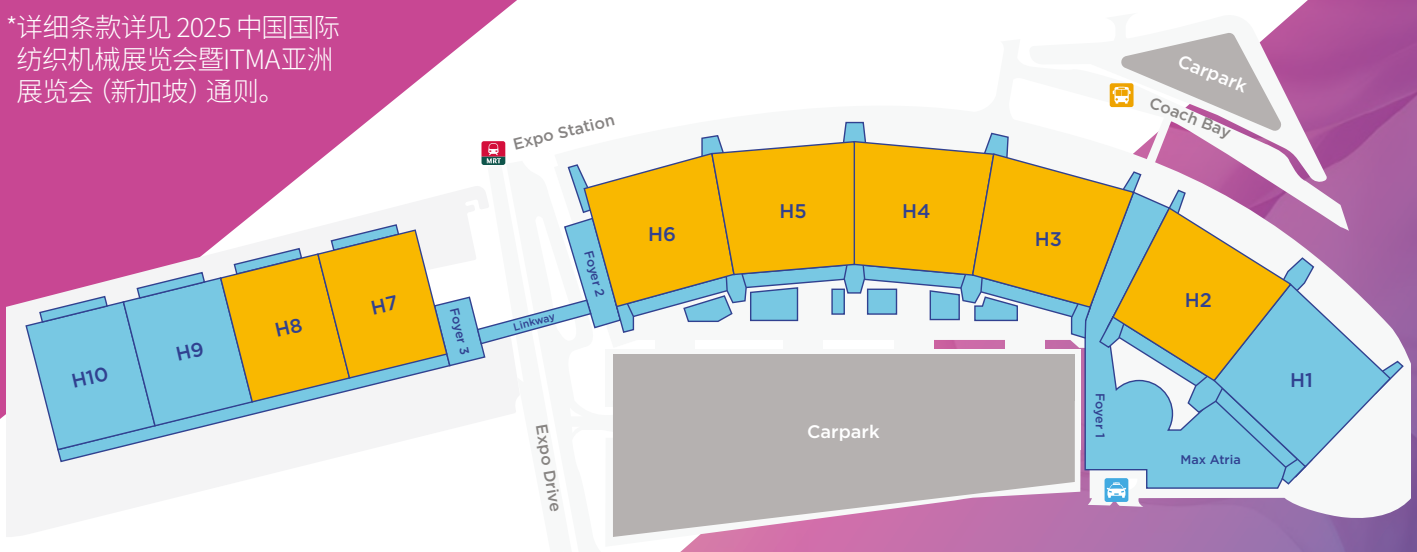 *详细条款详见 2025 中国国际
纺织机械展览会暨ITMA亚洲
展览会（新加坡）通则。
Carpark
Coach Bay
Expo Station
MRT
H6
H5
H4
H3
H2
H1
Foyer 2
Linkway
Foyer 3
H7
H8
H9
H10
Expo Drive
Carpark
Foyer 1
Max Atria